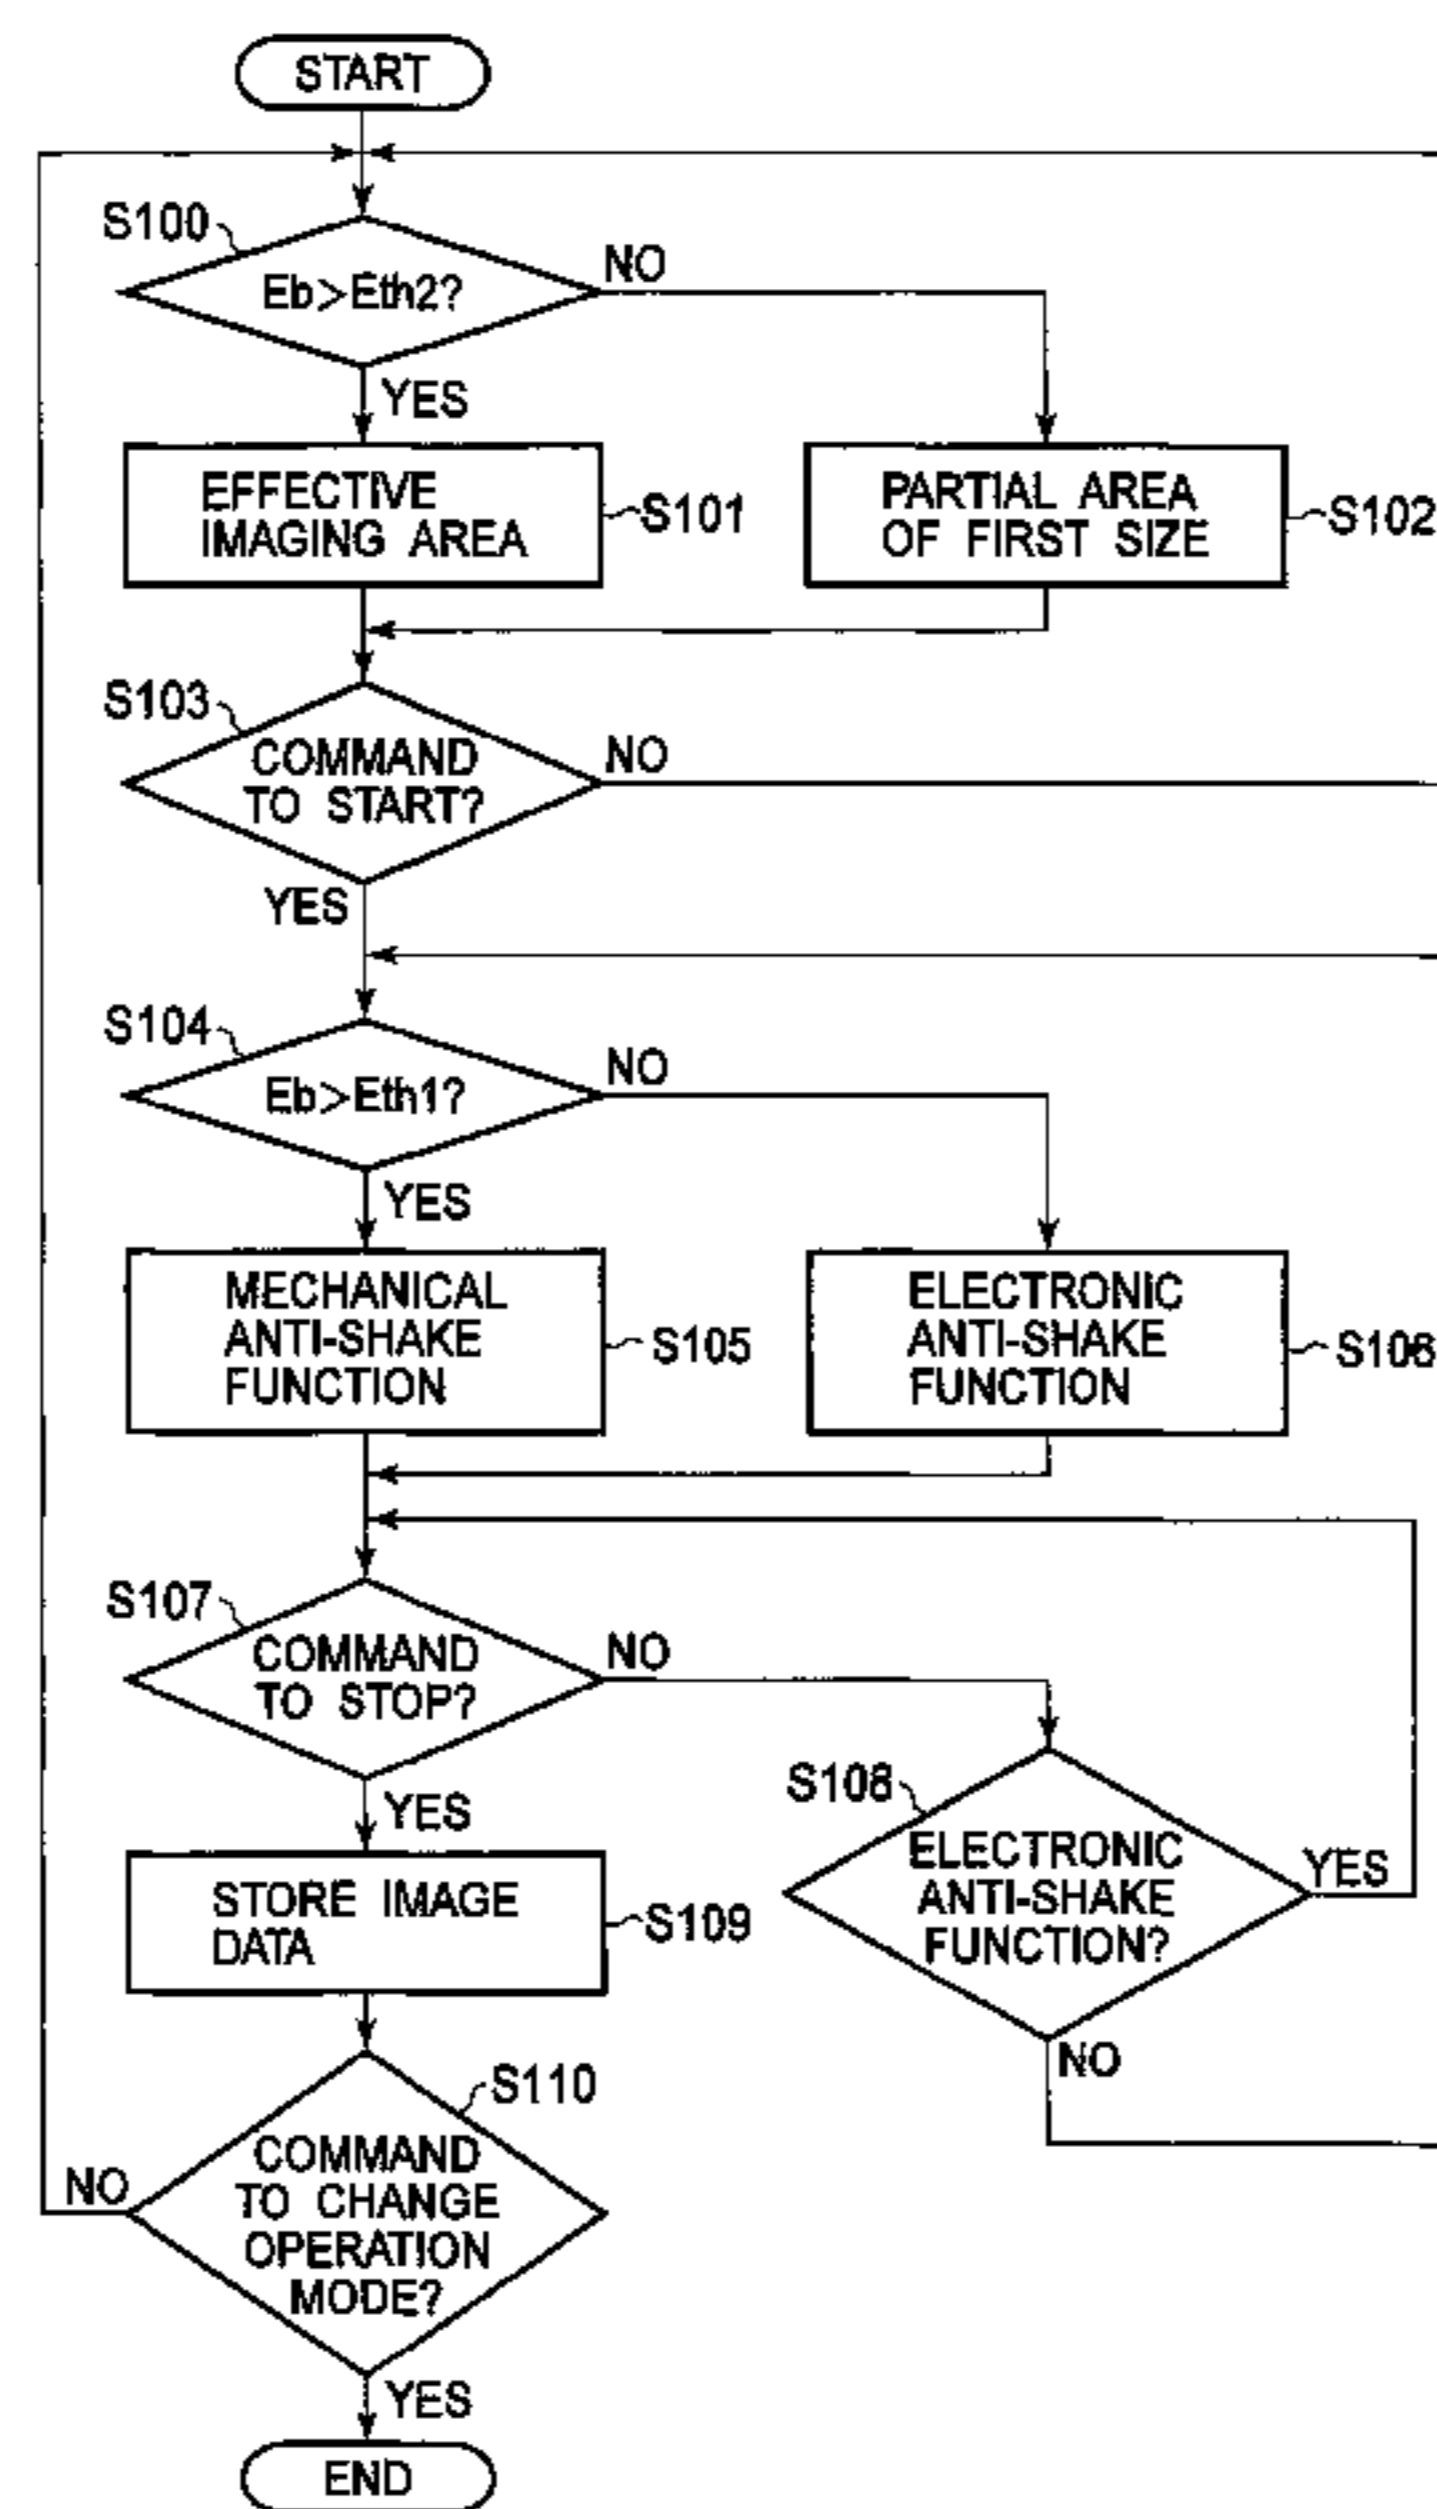 START
S100
Eb>Eth2?
NO
YES
EFFECTIVE
IMAGING AREA
S101
PARTIAL AREA
OF FIRST SIZE
S102
S103
COMMAND
TO START?
NO
YES
S104
Eb>Eth1?
NO
YES
MECHANICAL
ANTI-SHAKE
FUNCTION
S105
ELECTRONIC
ANTI-SHAKE
FUNCTION
S106
S107
COMMAND
TO STOP?
NO
YES
S108
ELECTRONIC
ANTI-SHAKE
FUNCTION?
YES
NO
STORE IMAGE
DATA
S109
S110
COMMAND
TO CHANGE
OPERATION
MODE?
NO
YES
END